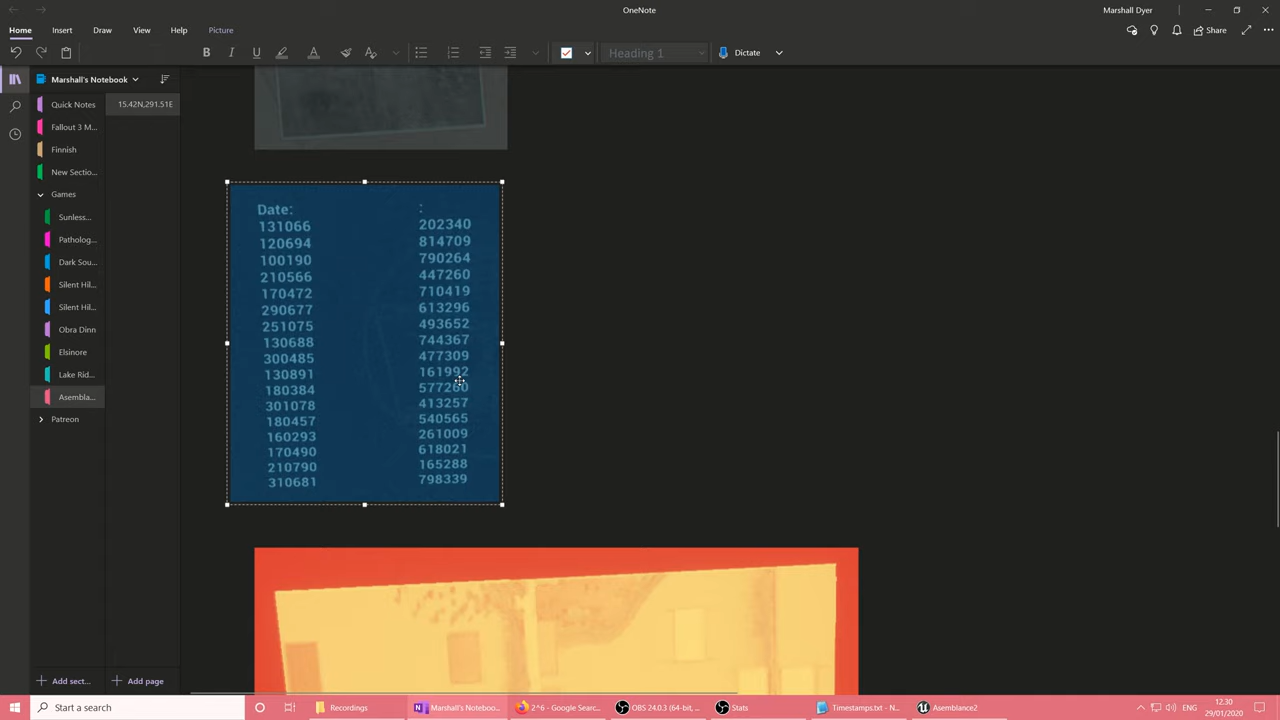 OneNote
Marshall Dyer
Home Insert Draw View Help Picture
Share
B I U A Heading 1 Dictate
Marshall's Notebook
15.42N,291.51E
Quick Notes
Fallout 3 M...
Finnish
New Sectio...
Games
Sunless...
Patholog...
Dark Sou...
Silent Hil...
Silent Hil...
Obra Dinn
Elsinore
Lake Rid...
Asembla...
Patreon
Date: :
131066 202340
120694 814709
100190 790264
210566 447260
170472 710419
290677 613296
251075 493652
130688 744367
300485 477309
130891 161992
180384 577260
301078 413257
180457 540565
160293 261009
170490 618021
210790 165288
310681 798339
Add sect... Add page
Start a search
Recordings
Marshall's Noteboo...
2^6 - Google Searc...
OBS 24.0.3 (64-bit, ...
Stats
Timestamps.txt - N...
Asemblance2
ENG
12.30
29/01/2020